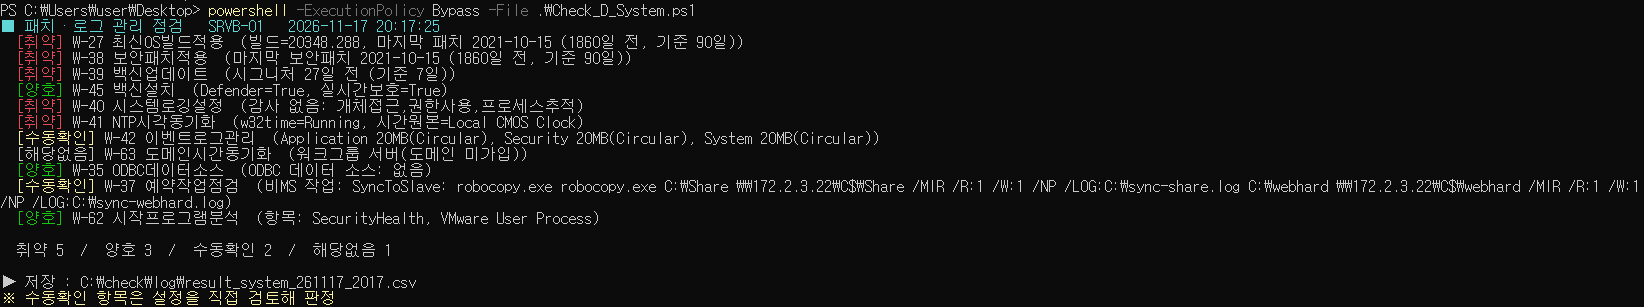 PS C:\Users\user\Desktop> powershell -ExecutionPolicy Bypass -File .\Check_D_System.ps1
■ 패치·로그 관리 점검   SRVB-01   2026-11-17 20:17:25
[취약] W-27 최신OS빌드적용  (빌드=20348.288, 마지막 패치 2021-10-15 (1860일 전, 기준 90일))
[취약] W-38 보안패치적용  (마지막 보안패치 2021-10-15 (1860일 전, 기준 90일))
[취약] W-39 백신업데이트  (시그니처 27일 전 (기준 7일))
[양호] W-45 백신설치  (Defender=True, 실시간보호=True)
[취약] W-40 시스템로깅설정  (감사 없음: 개체접근,권한사용,프로세스추적)
[취약] W-41 NTP시각동기화  (w32time=Running, 시간원본=Local CMOS Clock)
[수동확인] W-42 이벤트로그관리  (Application 20MB(Circular), Security 20MB(Circular), System 20MB(Circular))
[해당없음] W-63 도메인시간동기화  (워크그룹 서버(도메인 미가입))
[양호] W-35 ODBC데이터소스  (ODBC 데이터 소스: 없음)
[수동확인] W-37 예약작업점검  (비MS 작업: SyncToSlave: robocopy.exe robocopy.exe C:\Share \\172.2.3.22\C$\Share /MIR /R:1 /W:1 /NP /LOG:C:\sync-share.log C:\webhard \\172.2.3.22\C$\webhard /MIR /R:1 /W:1
/NP /LOG:C:\sync-webhard.log)
[양호] W-62 시작프로그램분석  (항목: SecurityHealth, VMware User Process)
취약 5  /  양호 3  /  수동확인 2  /  해당없음 1
▶ 저장 : C:\check\log\result_system_261117_2017.csv
※ 수동확인 항목은 설정을 직접 검토해 판정